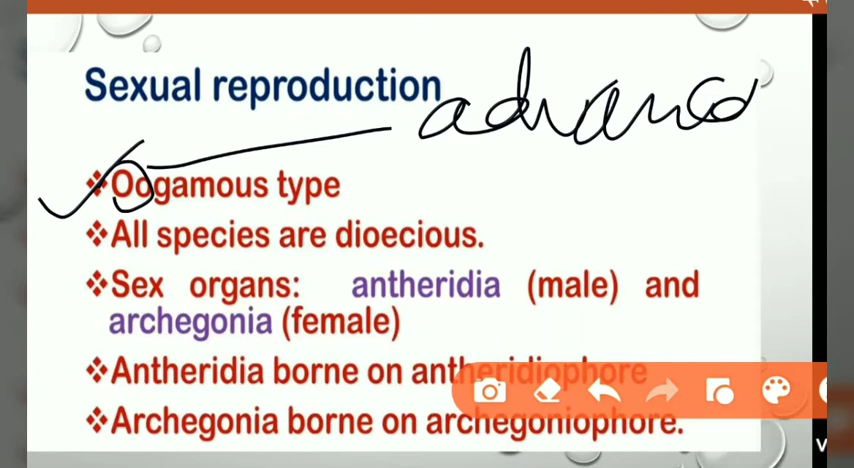 Sexual reproduction
advanced
❖Oogamous type
❖All species are dioecious.
❖Sex organs: antheridia (male) and
archegonia (female)
❖Antheridia borne on antheridiophore
❖Archegonia borne on archegoniophore.
V